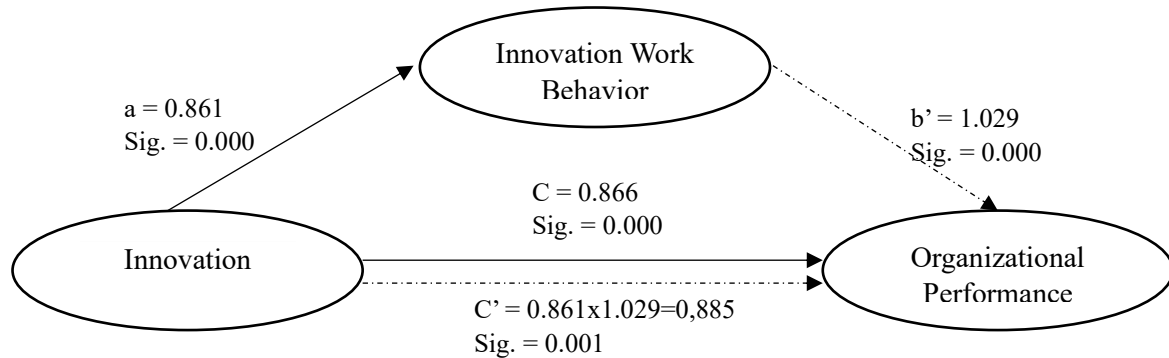 Innovation Work
Behavior
a = 0.861
Sig. = 0.000
b’ = 1.029
Sig. = 0.000
C = 0.866
Sig. = 0.000
Innovation
Organizational
Performance
C’ = 0.861x1.029=0,885
Sig. = 0.001